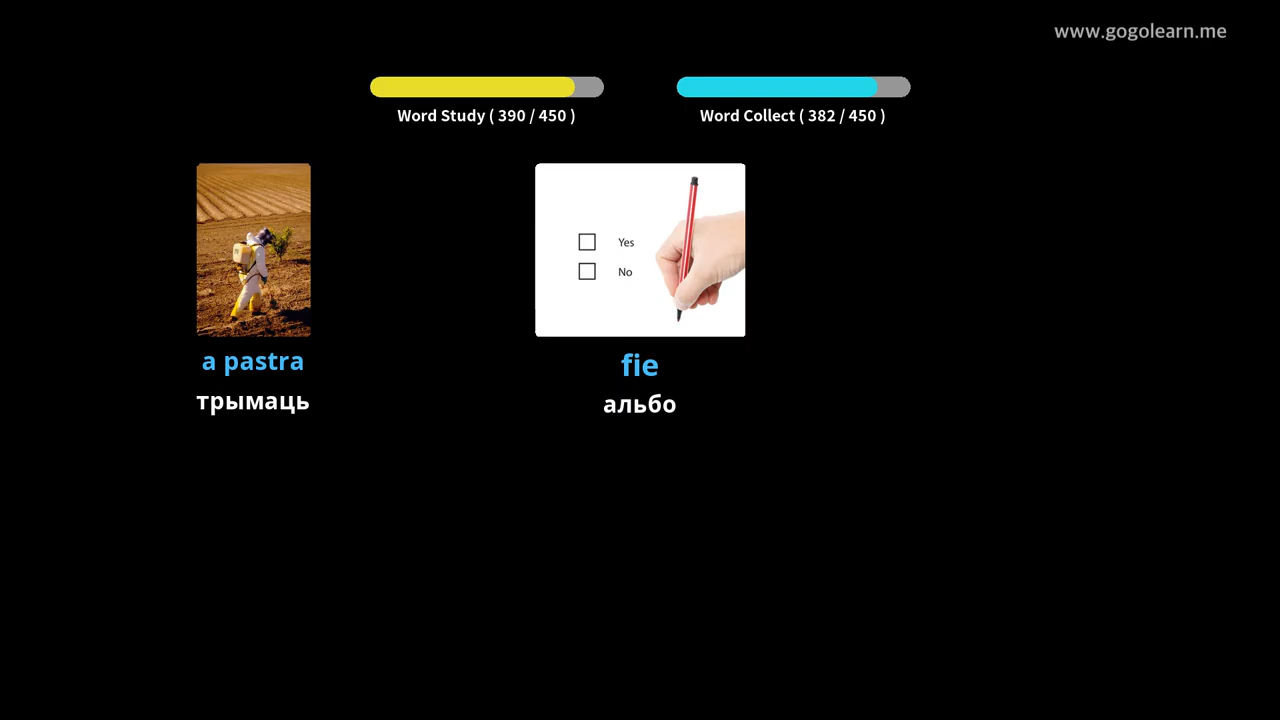 www.gogolearn.me
Word Study ( 390 / 450 )
Word Collect ( 382 / 450 )
Yes
No
a pastra
fie
трымаць
альбо